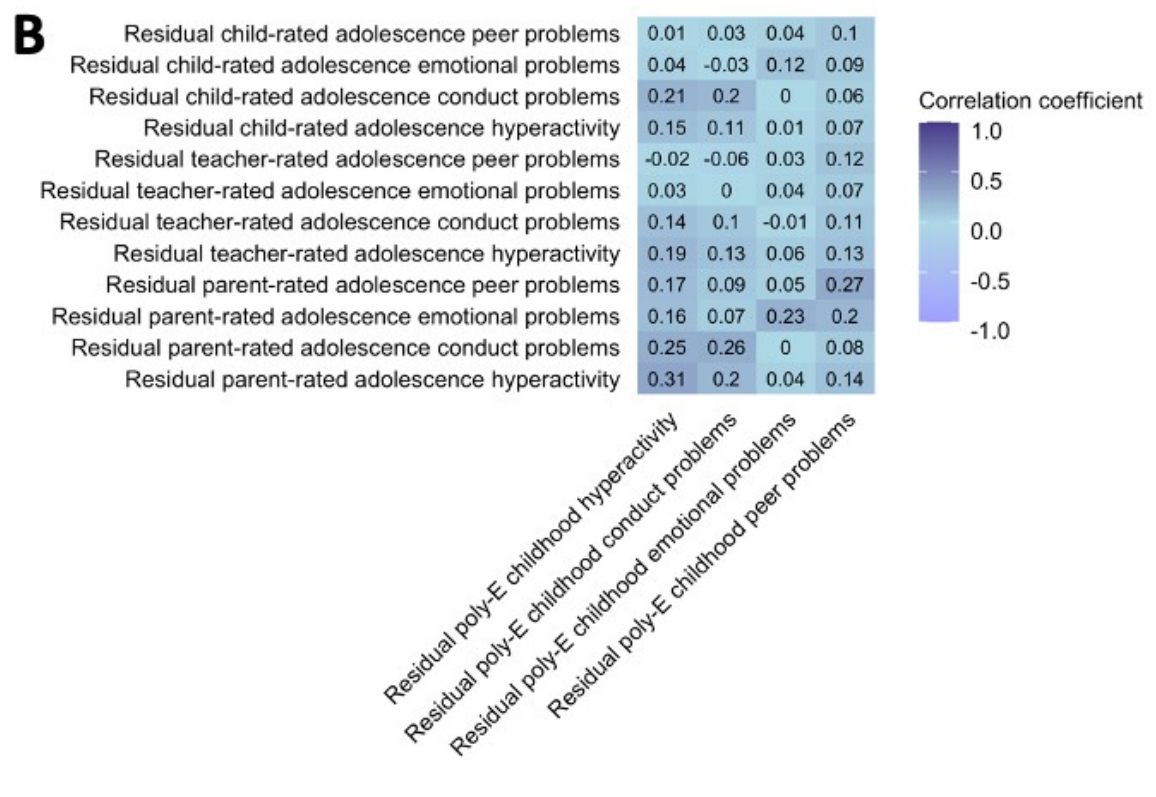 B
Residual child-rated adolescence peer problems 0.01 0.03 0.04 0.1
Residual child-rated adolescence emotional problems 0.04 -0.03 0.12 0.09
Residual child-rated adolescence conduct problems 0.21 0.2 0 0.06
Residual child-rated adolescence hyperactivity 0.15 0.11 0.01 0.07
Residual teacher-rated adolescence peer problems -0.02 -0.06 0.03 0.12
Residual teacher-rated adolescence emotional problems 0.03 0 0.04 0.07
Residual teacher-rated adolescence conduct problems 0.14 0.1 -0.01 0.11
Residual teacher-rated adolescence hyperactivity 0.19 0.13 0.06 0.13
Residual parent-rated adolescence peer problems 0.17 0.09 0.05 0.27
Residual parent-rated adolescence emotional problems 0.16 0.07 0.23 0.2
Residual parent-rated adolescence conduct problems 0.25 0.26 0 0.08
Residual parent-rated adolescence hyperactivity 0.31 0.2 0.04 0.14
Residual poly-E childhood hyperactivity
Residual poly-E childhood conduct problems
Residual poly-E childhood emotional problems
Residual poly-E childhood peer problems
Correlation coefficient
1.0
0.5
0.0
-0.5
-1.0